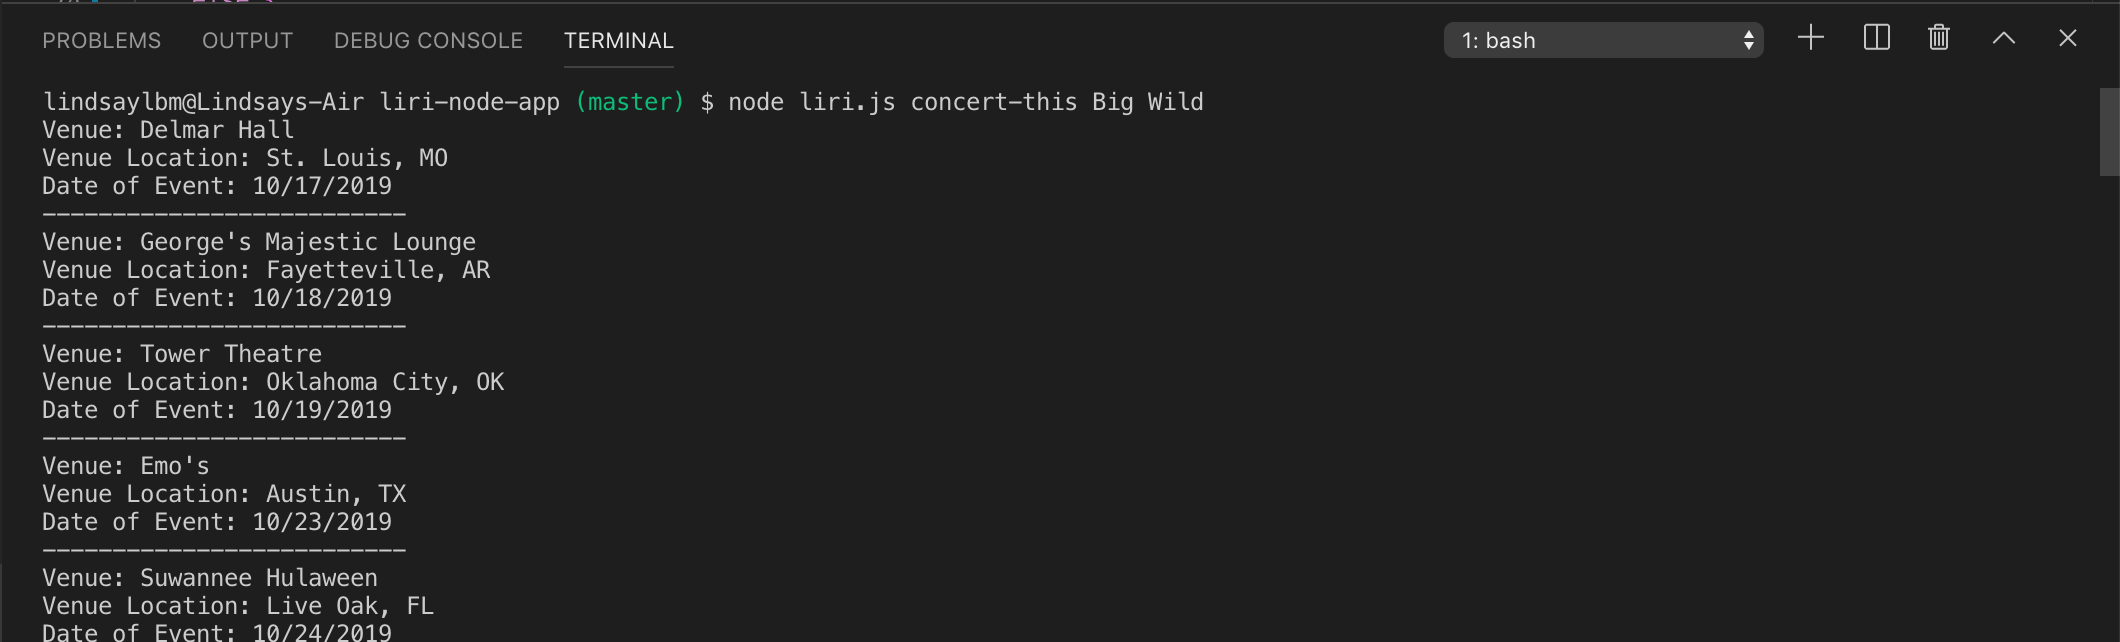 PROBLEMS OUTPUT DEBUG CONSOLE TERMINAL 1: bash
lindsaylbm@Lindsays-Air liri-node-app (master) $ node liri.js concert-this Big Wild
Venue: Delmar Hall
Venue Location: St. Louis, MO
Date of Event: 10/17/2019
--------------------------
Venue: George's Majestic Lounge
Venue Location: Fayetteville, AR
Date of Event: 10/18/2019
--------------------------
Venue: Tower Theatre
Venue Location: Oklahoma City, OK
Date of Event: 10/19/2019
--------------------------
Venue: Emo's
Venue Location: Austin, TX
Date of Event: 10/23/2019
--------------------------
Venue: Suwannee Hulaween
Venue Location: Live Oak, FL
Date of Event: 10/24/2019